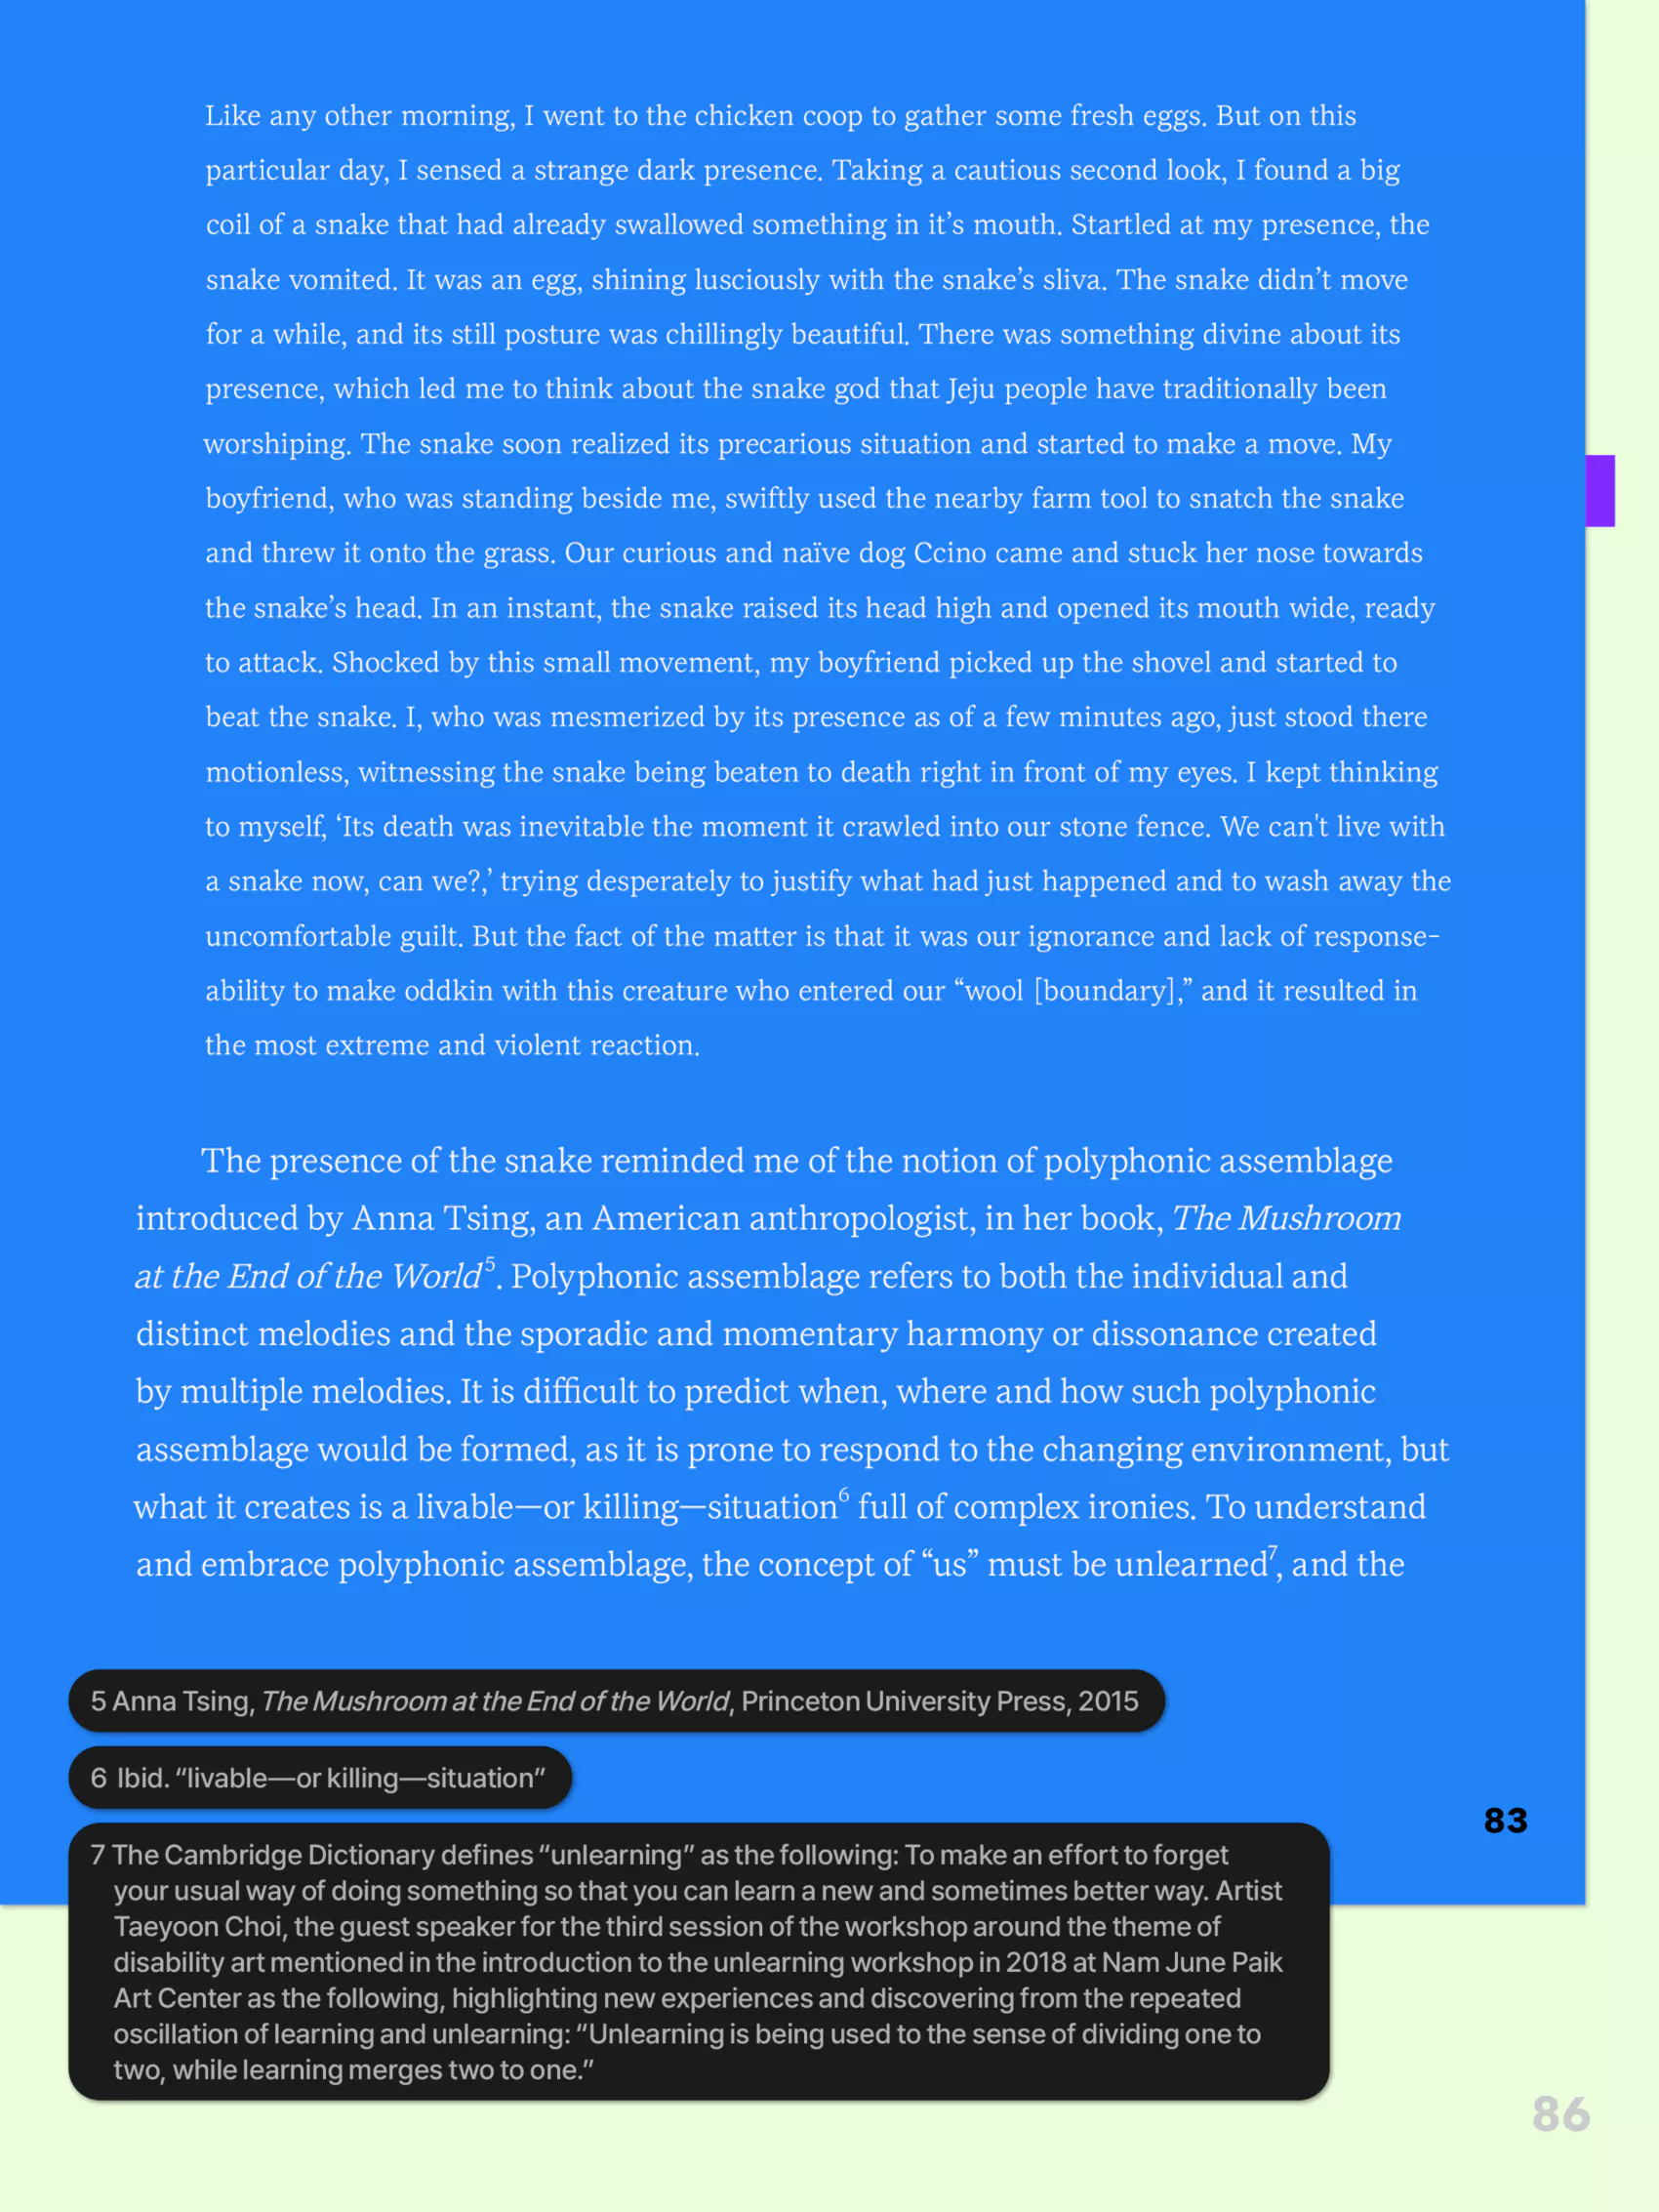 Like any other morning, I went to the chicken coop to gather some fresh eggs. But on this
particular day, I sensed a strange dark presence. Taking a cautious second look, I found a big
coil of a snake that had already swallowed something in it’s mouth. Startled at my presence, the
snake vomited. It was an egg, shining lusciously with the snake’s sliva. The snake didn’t move
for a while, and its still posture was chillingly beautiful. There was something divine about its
presence, which led me to think about the snake god that Jeju people have traditionally been
worshiping. The snake soon realized its precarious situation and started to make a move. My
boyfriend, who was standing beside me, swiftly used the nearby farm tool to snatch the snake
and threw it onto the grass. Our curious and naïve dog Ccino came and stuck her nose towards
the snake’s head. In an instant, the snake raised its head high and opened its mouth wide, ready
to attack. Shocked by this small movement, my boyfriend picked up the shovel and started to
beat the snake. I, who was mesmerized by its presence as of a few minutes ago, just stood there
motionless, witnessing the snake being beaten to death right in front of my eyes. I kept thinking
to myself, ‘Its death was inevitable the moment it crawled into our stone fence. We can't live with
a snake now, can we?,’ trying desperately to justify what had just happened and to wash away the
uncomfortable guilt. But the fact of the matter is that it was our ignorance and lack of response-
ability to make oddkin with this creature who entered our “wool [boundary],” and it resulted in
the most extreme and violent reaction.
The presence of the snake reminded me of the notion of polyphonic assemblage
introduced by Anna Tsing, an American anthropologist, in her book, The Mushroom
at the End of the World⁵. Polyphonic assemblage refers to both the individual and
distinct melodies and the sporadic and momentary harmony or dissonance created
by multiple melodies. It is difficult to predict when, where and how such polyphonic
assemblage would be formed, as it is prone to respond to the changing environment, but
what it creates is a livable—or killing—situation⁶ full of complex ironies. To understand
and embrace polyphonic assemblage, the concept of “us” must be unlearned⁷, and the
5 Anna Tsing, The Mushroom at the End of the World, Princeton University Press, 2015
6 Ibid. “livable—or killing—situation”
83
7 The Cambridge Dictionary defines “unlearning” as the following: To make an effort to forget
your usual way of doing something so that you can learn a new and sometimes better way. Artist
Taeyoon Choi, the guest speaker for the third session of the workshop around the theme of
disability art mentioned in the introduction to the unlearning workshop in 2018 at Nam June Paik
Art Center as the following, highlighting new experiences and discovering from the repeated
oscillation of learning and unlearning: “Unlearning is being used to the sense of dividing one to
two, while learning merges two to one.”
86